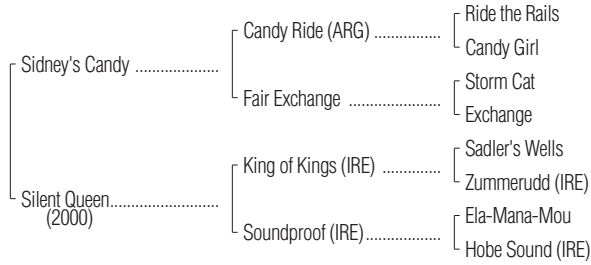 Ride the Rails
Candy Ride (ARG) ................
Candy Girl
Sidney's Candy ....................
Storm Cat
Fair Exchange ......................
Exchange
Sadler's Wells
King of Kings (IRE) ..............
Zummerudd (IRE)
Silent Queen..........................
(2000)
Ela-Mana-Mou
Soundproof (IRE)..................
Hobe Sound (IRE)